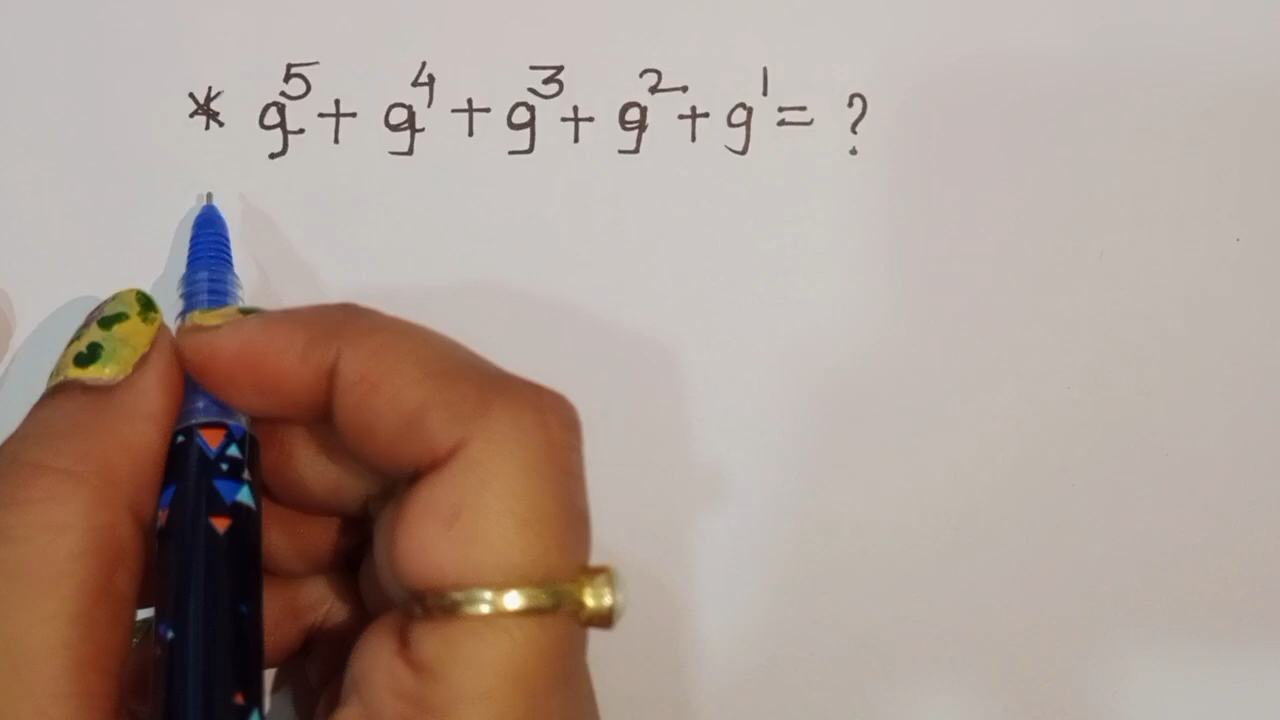 * 9⁵ + 9⁴ + 9³ + 9² + 9¹ = ?